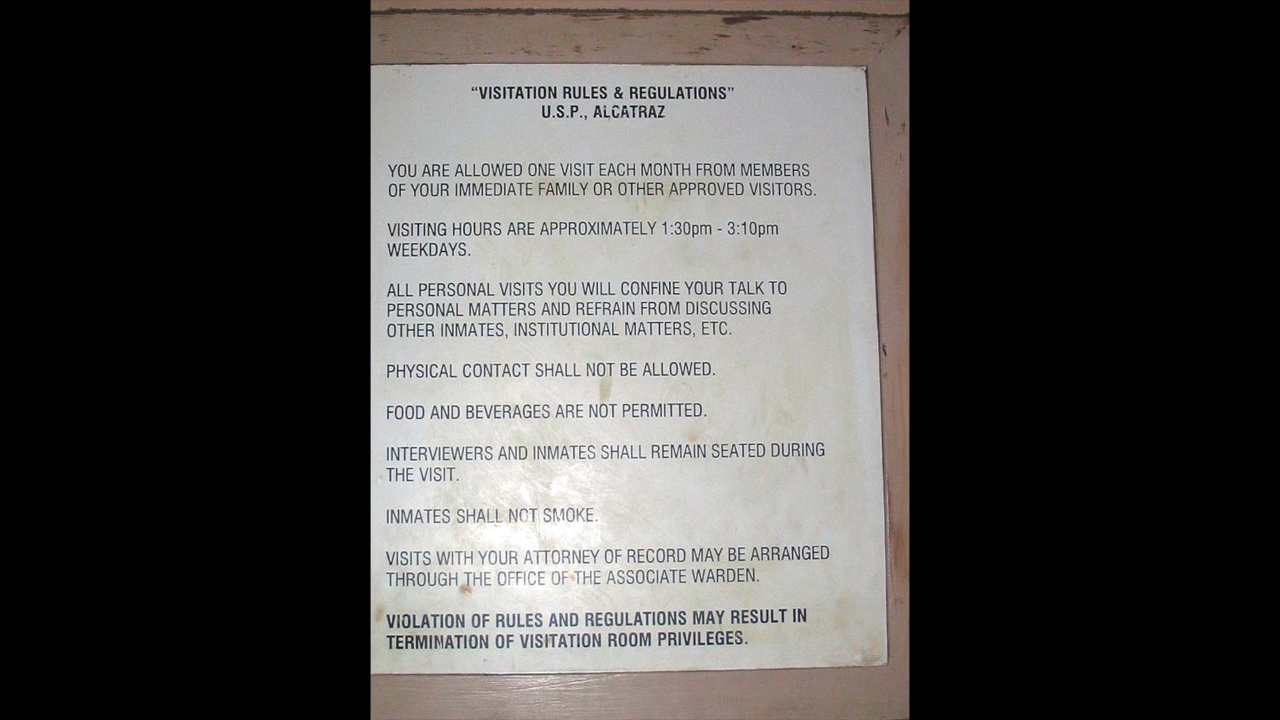 "VISITATION RULES & REGULATIONS"
U.S.P., ALCATRAZ
YOU ARE ALLOWED ONE VISIT EACH MONTH FROM MEMBERS
OF YOUR IMMEDIATE FAMILY OR OTHER APPROVED VISITORS.
VISITING HOURS ARE APPROXIMATELY 1:30pm - 3:10pm
WEEKDAYS.
ALL PERSONAL VISITS YOU WILL CONFINE YOUR TALK TO
PERSONAL MATTERS AND REFRAIN FROM DISCUSSING
OTHER INMATES, INSTITUTIONAL MATTERS, ETC.
PHYSICAL CONTACT SHALL NOT BE ALLOWED.
FOOD AND BEVERAGES ARE NOT PERMITTED.
INTERVIEWERS AND INMATES SHALL REMAIN SEATED DURING
THE VISIT.
INMATES SHALL NOT SMOKE.
VISITS WITH YOUR ATTORNEY OF RECORD MAY BE ARRANGED
THROUGH THE OFFICE OF THE ASSOCIATE WARDEN.
VIOLATION OF RULES AND REGULATIONS MAY RESULT IN
TERMINATION OF VISITATION ROOM PRIVILEGES.